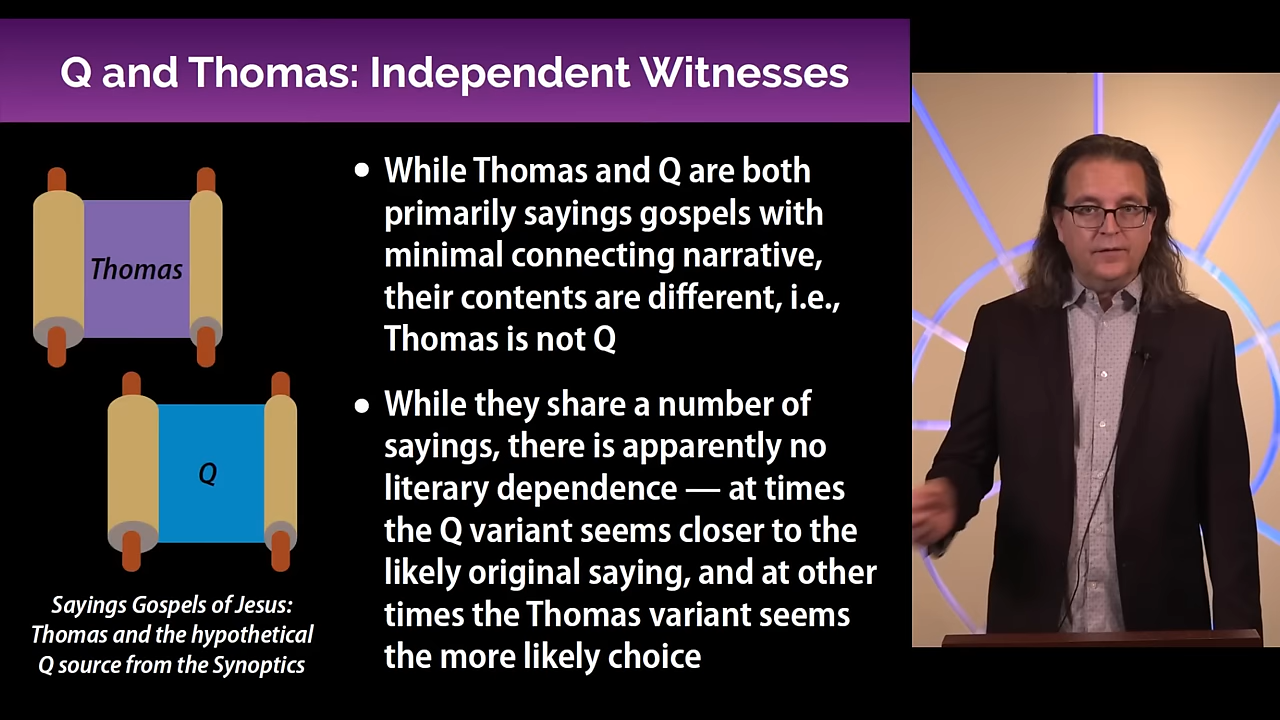 Q and Thomas: Independent Witnesses
Thomas
Q
Sayings Gospels of Jesus:
Thomas and the hypothetical
Q source from the Synoptics
• While Thomas and Q are both
primarily sayings gospels with
minimal connecting narrative,
their contents are different, i.e.,
Thomas is not Q
• While they share a number of
sayings, there is apparently no
literary dependence — at times
the Q variant seems closer to the
likely original saying, and at other
times the Thomas variant seems
the more likely choice